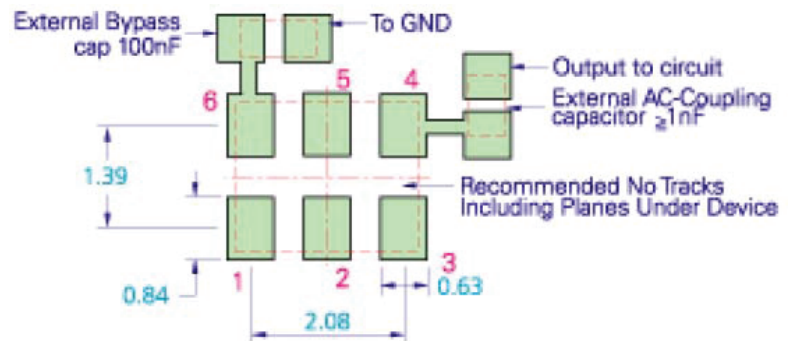 External Bypass
cap 100nF
To GND
Output to circuit
External AC-Coupling
capacitor ≥1nF
6
5
4
1.39
Recommended No Tracks
Including Planes Under Device
0.84
1
2
3
0.63
2.08